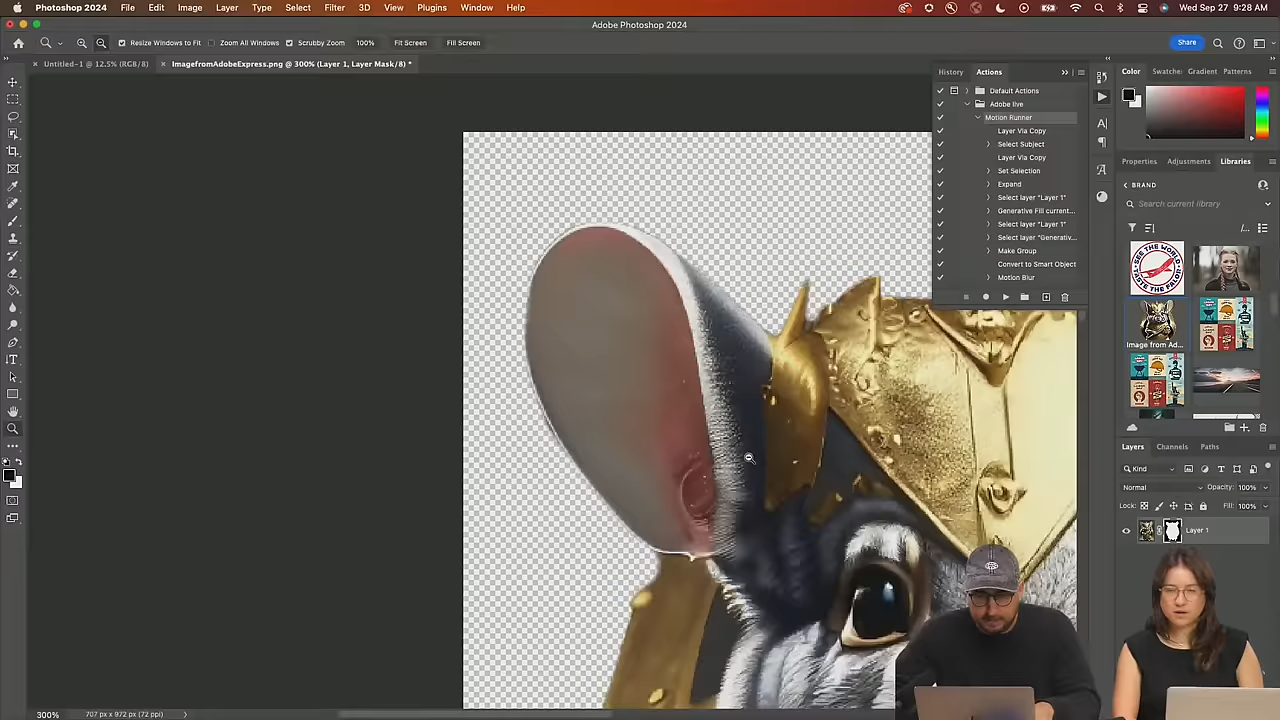 Photoshop 2024 File Edit Image Layer Type Select Filter 3D View Plugins Window Help Wed Sep 27 9:28 AM
Adobe Photoshop 2024
Resize Windows to Fit Zoom All Windows Scrubby Zoom 100% Fit Screen Fill Screen Share
Untitled-1 @ 12.5% (RGB/8) ImagefromAdobeExpress.png @ 300% (Layer 1, Layer Mask/8) *
History Actions
Default Actions
Adobe live
Motion Runner
Layer Via Copy
Select Subject
Layer Via Copy
Set Selection
Expand
Select layer "Layer 1"
Generative Fill current...
Select layer "Layer 1"
Select layer "Generativ...
Make Group
Convert to Smart Object
Motion Blur
Color Swatche Gradient Patterns
Properties Adjustments Libraries
BRAND
Search current library
SEE THE WORLD
Image from Ad...
Layers Channels Paths
Kind
Normal Opacity: 100%
Lock: Fill: 100%
Layer 1
300% 707 px x 972 px (72 ppi)